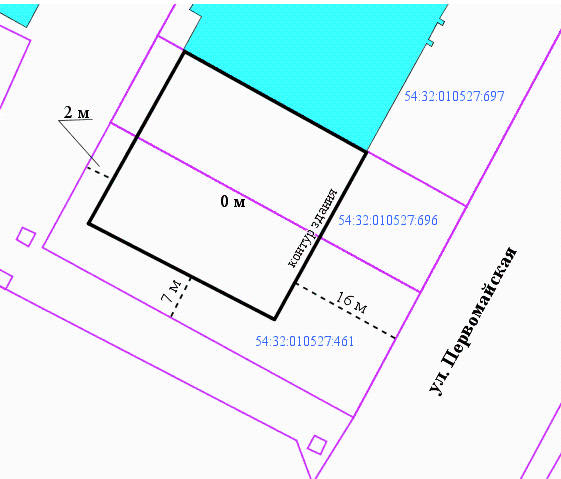 54:32:010527:697
2 м
0 м
контур здания
54:32:010527:696
7 м
16 м
54:32:010527:461
ул. Первомайская